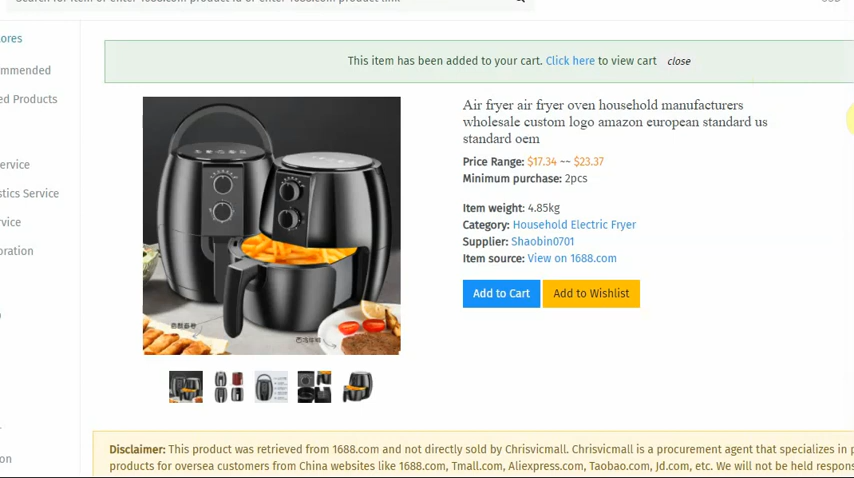 ores
mmended
ed Products
ervice
stics Service
rvice
oration
on
This item has been added to your cart. Click here to view cart close
Air fryer air fryer oven household manufacturers
wholesale custom logo amazon european standard us
standard oem
Price Range: $17.34 ~~ $23.37
Minimum purchase: 2pcs
Item weight: 4.85kg
Category: Household Electric Fryer
Supplier: Shaobin0701
Item source: View on 1688.com
Add to Cart Add to Wishlist
Disclaimer: This product was retrieved from 1688.com and not directly sold by Chrisvicmall. Chrisvicmall is a procurement agent that specializes in p
products for oversea customers from China websites like 1688.com, Tmall.com, Aliexpress.com, Taobao.com, Jd.com, etc. We will not be held respons